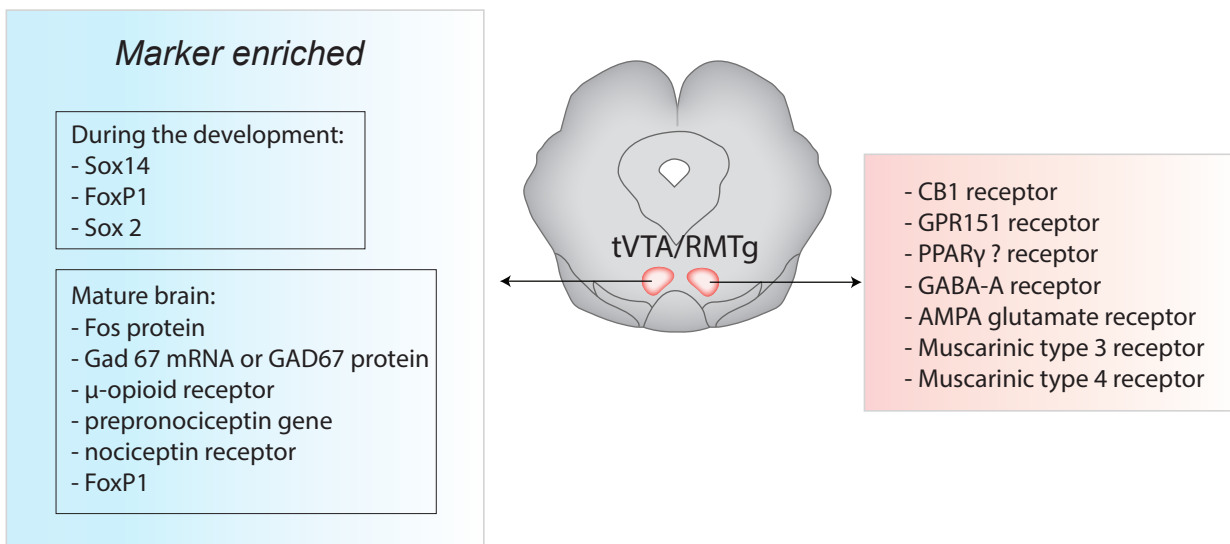 Marker enriched
During the development:
- Sox14
- FoxP1
- Sox 2
Mature brain:
- Fos protein
- Gad 67 mRNA or GAD67 protein
- µ-opioid receptor
- prepronociceptin gene
- nociceptin receptor
- FoxP1
tVTA/RMTg
- CB1 receptor
- GPR151 receptor
- PPARγ ? receptor
- GABA-A receptor
- AMPA glutamate receptor
- Muscarinic type 3 receptor
- Muscarinic type 4 receptor